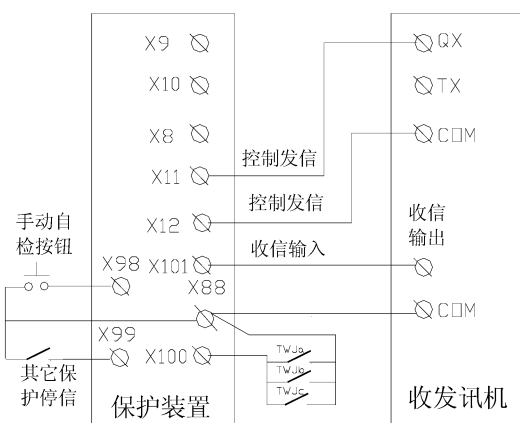 X9
QX
X10
TX
X8
COM
控制发信
X11
控制发信
X12
收信
输出
手动自
检按钮
收信输入
X98
X101
X88
COM
X99
X100
TWJa
TWJb
TWJc
其它保
护停信
保护装置
收发讯机